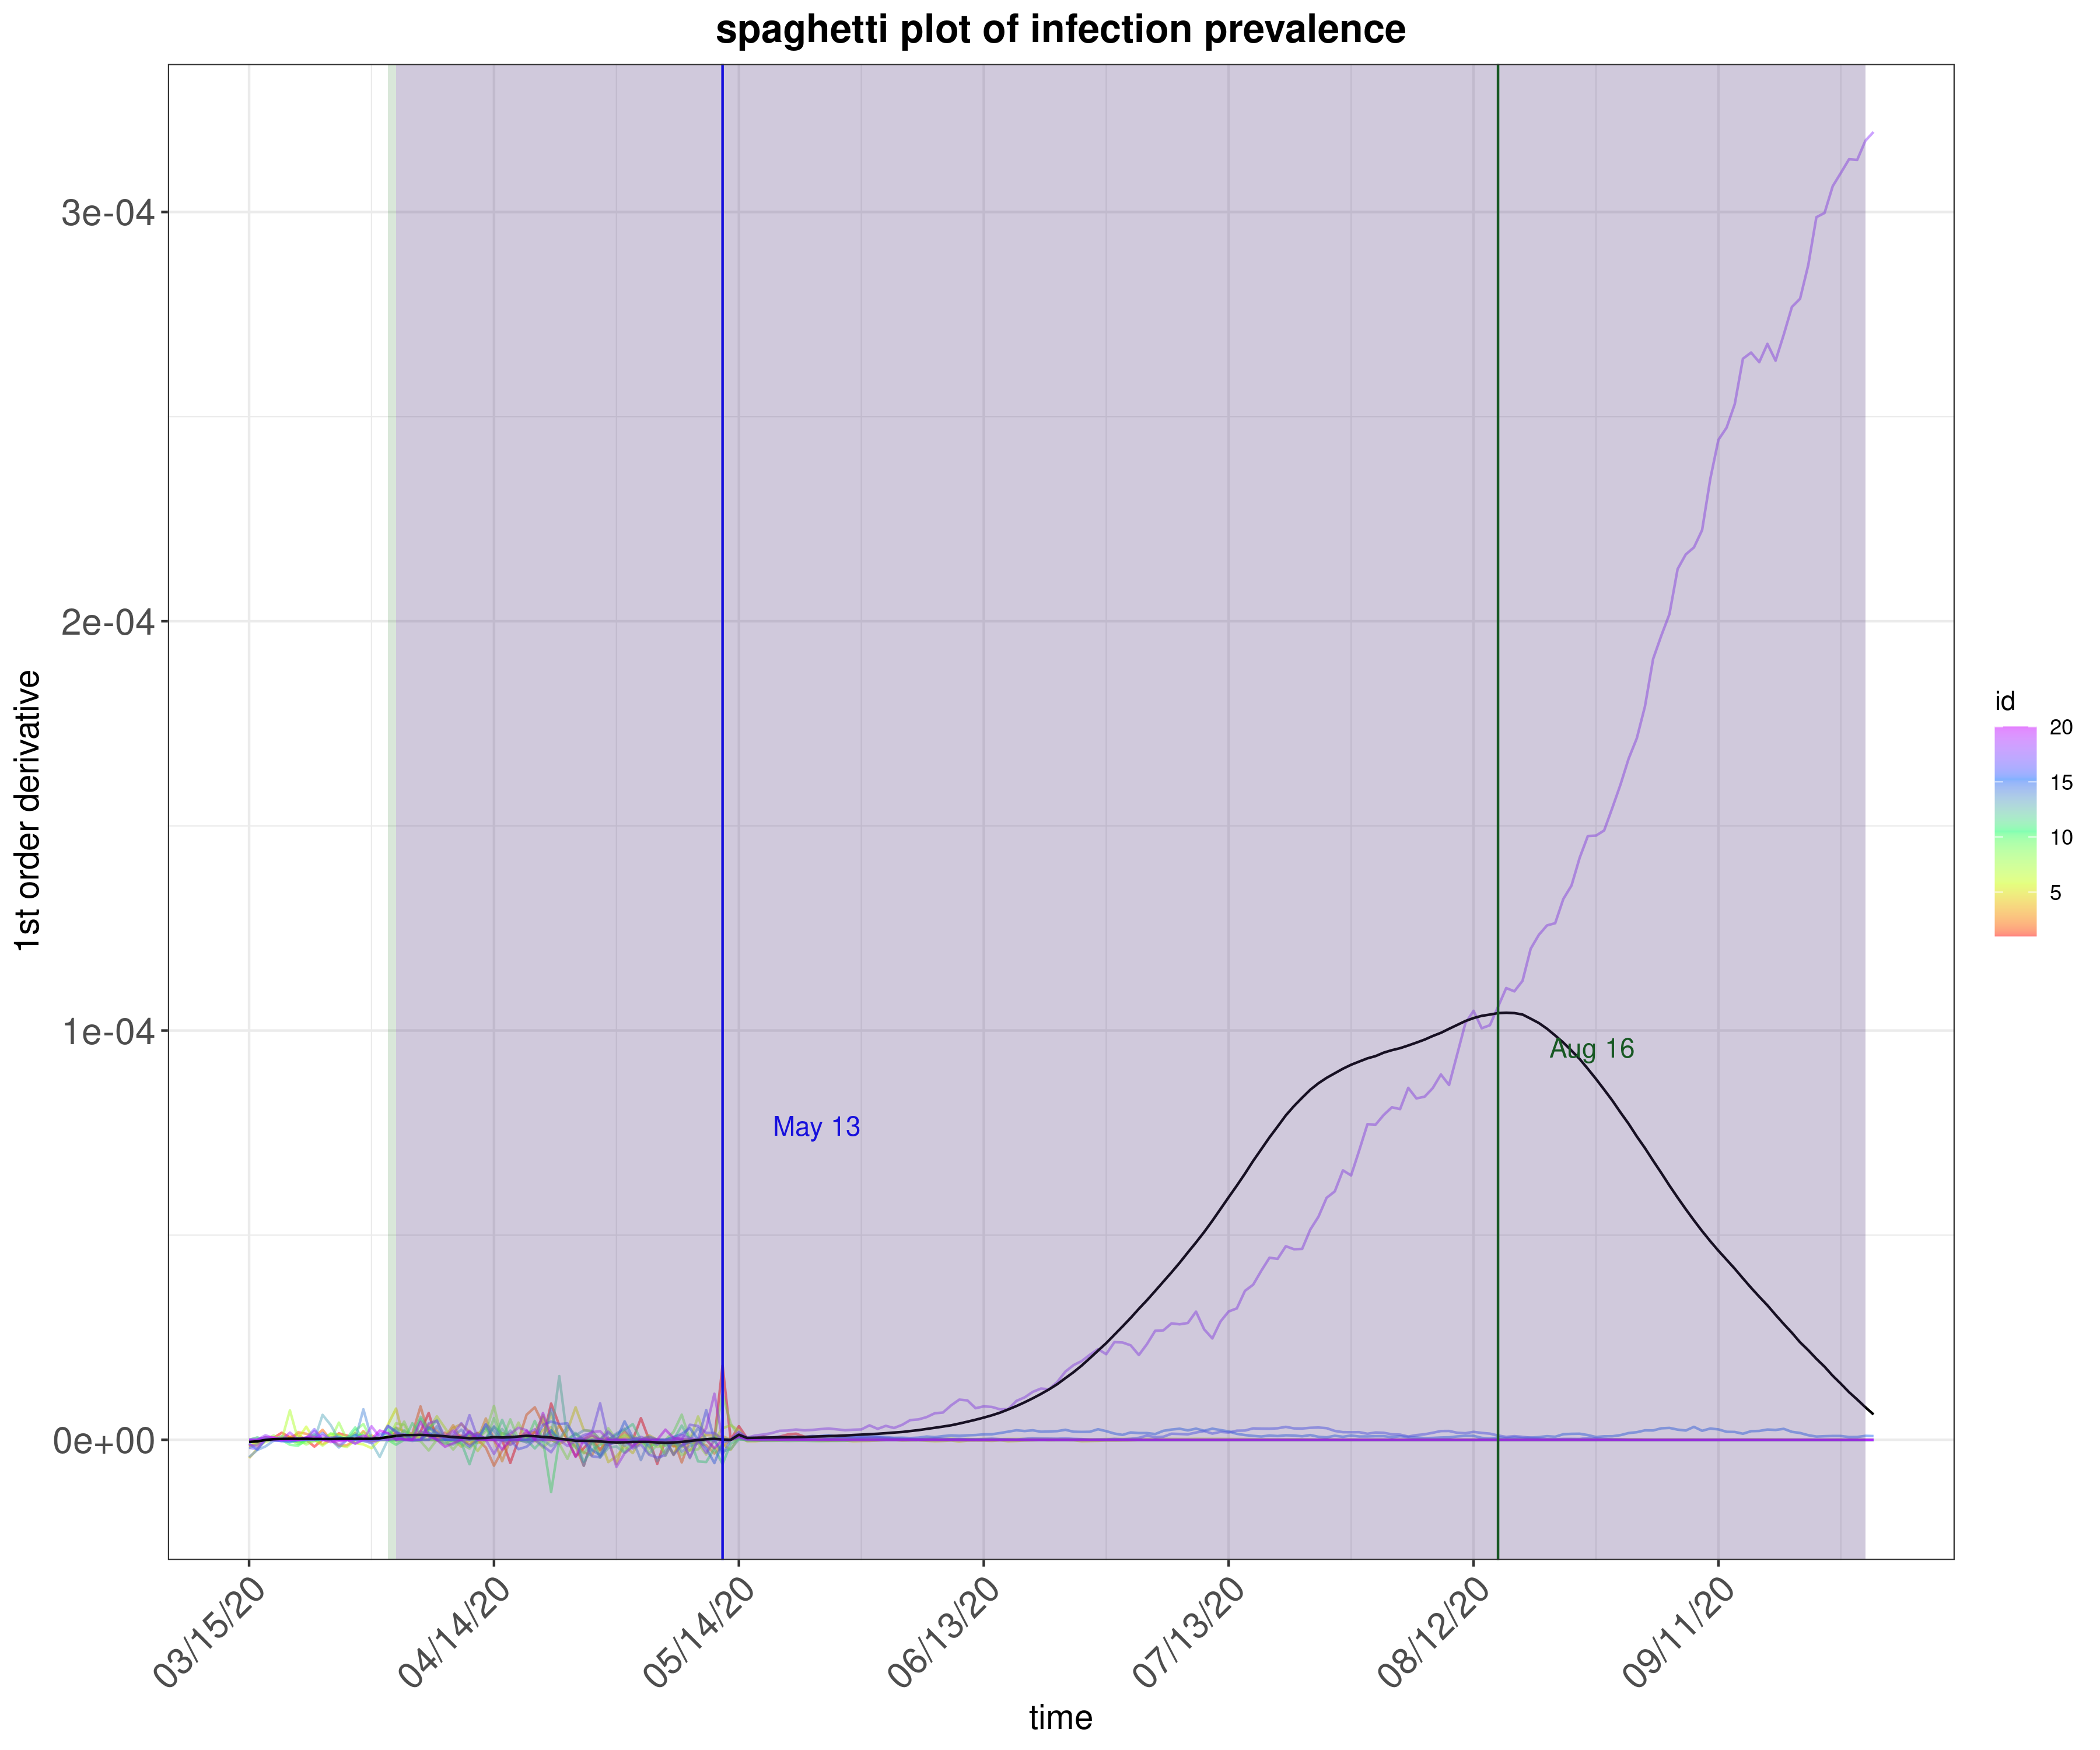 spaghetti plot of infection prevalence
1st order derivative
3e-04
2e-04
1e-04
0e+00
May 13
Aug 16
03/15/20
04/14/20
05/14/20
06/13/20
07/13/20
08/12/20
09/11/20
time
id
20
15
10
5